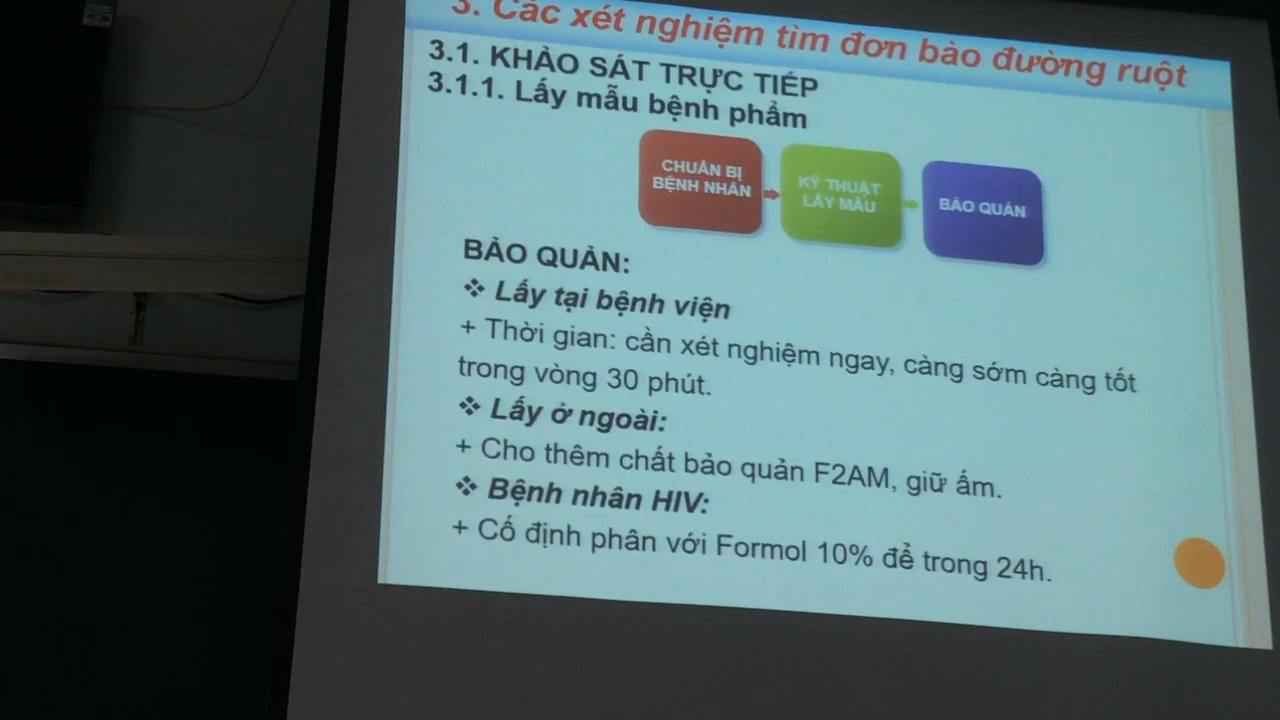 3. Các xét nghiệm tìm đơn bào đường ruột
3.1. KHẢO SÁT TRỰC TIẾP
3.1.1. Lấy mẫu bệnh phẩm
CHUẨN BỊ
BỆNH NHÂN
KỸ THUẬT
LẤY MẪU
BẢO QUẢN
BẢO QUẢN:
❖ Lấy tại bệnh viện
+ Thời gian: cần xét nghiệm ngay, càng sớm càng tốt
trong vòng 30 phút.
❖ Lấy ở ngoài:
+ Cho thêm chất bảo quản F2AM, giữ ấm.
❖ Bệnh nhân HIV:
+ Cố định phân với Formol 10% để trong 24h.